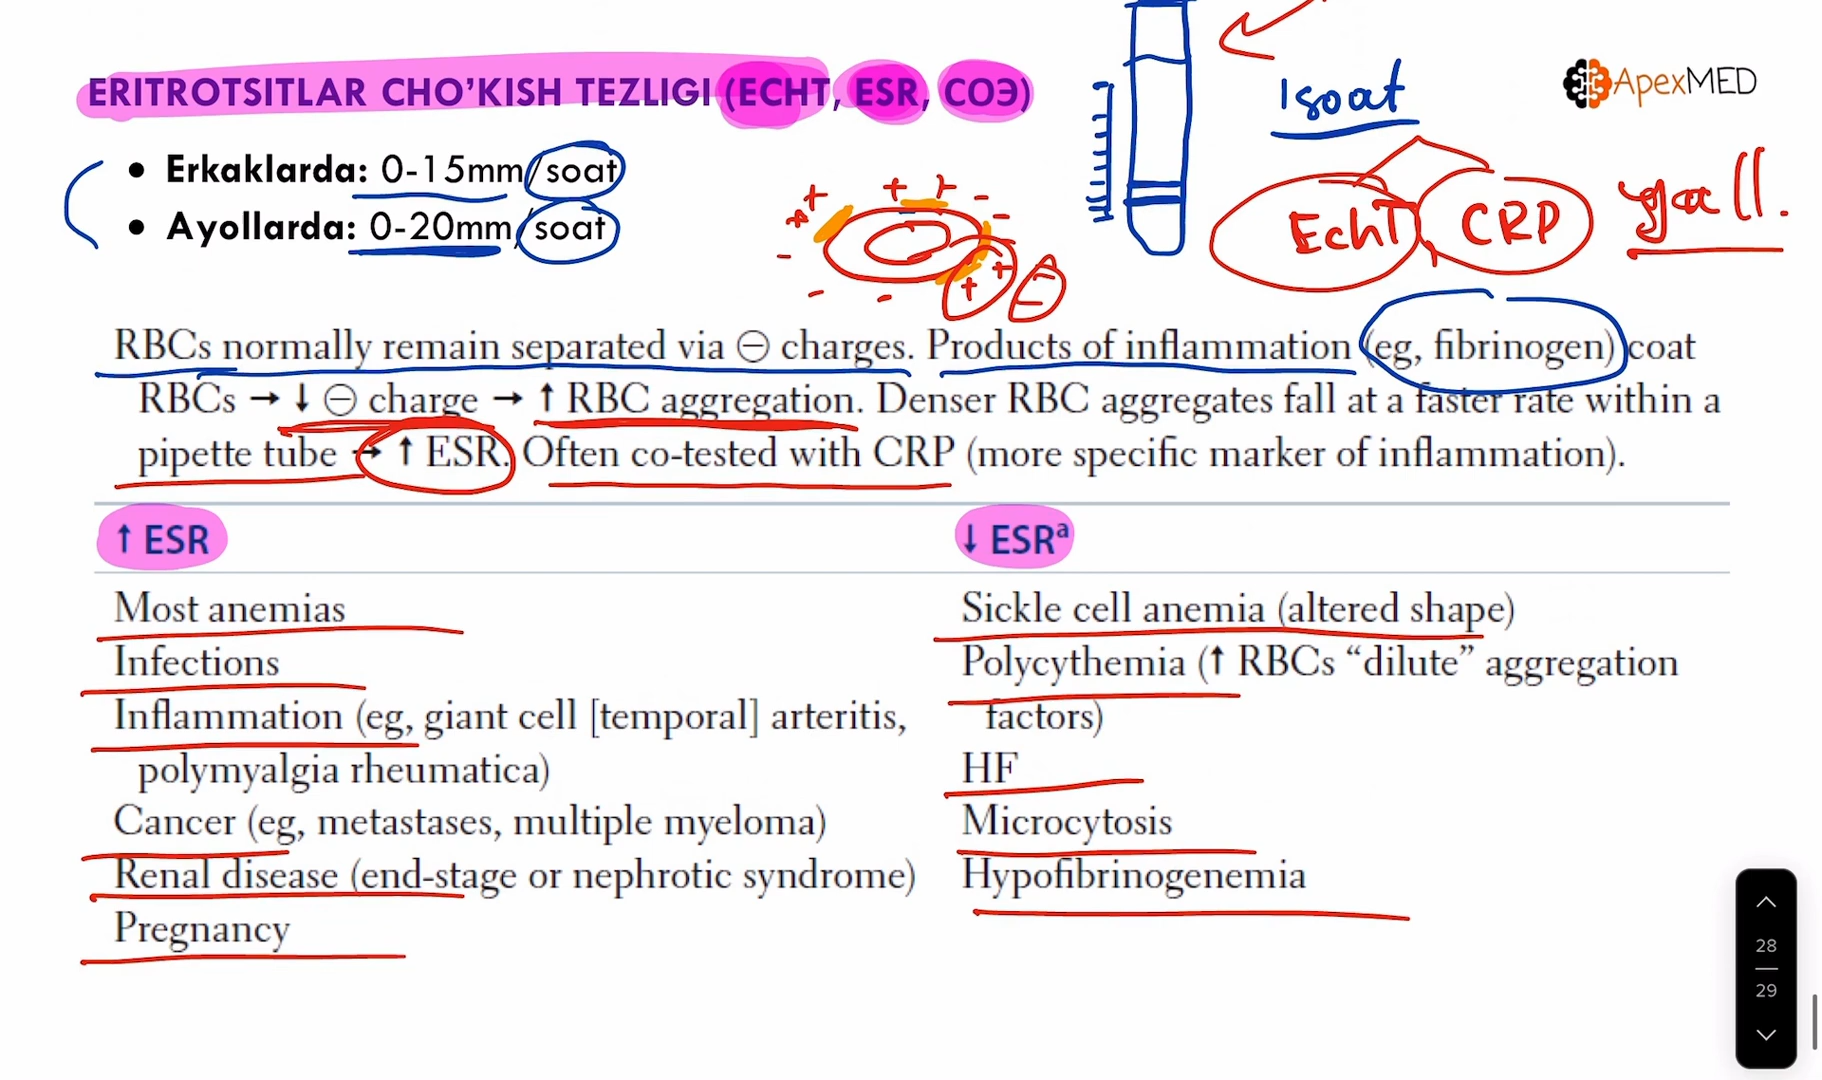 ERITROTSITLAR CHO’KISH TEZLIGI (ECHT, ESR, СОЭ)
1 soat
ApexMED
• Erkaklarda: 0-15mm/soat
• Ayollarda: 0-20mm/soat
EchT, CRP
RBCs normally remain separated via ⊖ charges. Products of inflammation (eg, fibrinogen) coat
RBCs → ↓ ⊖ charge → ↑ RBC aggregation. Denser RBC aggregates fall at a faster rate within a
pipette tube → ↑ ESR. Often co-tested with CRP (more specific marker of inflammation).
↑ ESR
Most anemias
Infections
Inflammation (eg, giant cell [temporal] arteritis,
polymyalgia rheumatica)
Cancer (eg, metastases, multiple myeloma)
Renal disease (end-stage or nephrotic syndrome)
Pregnancy
↓ ESRᵃ
Sickle cell anemia (altered shape)
Polycythemia (↑ RBCs “dilute” aggregation
factors)
HF
Microcytosis
Hypofibrinogenemia
28
29